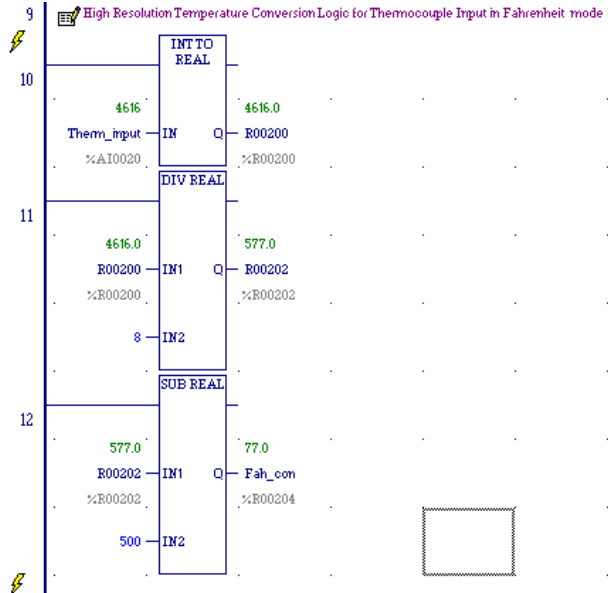 9 High Resolution Temperature Conversion Logic for Thermocouple Input in Fahrenheit mode
INT TO
REAL
10
4616 4616.0
Therm_input IN Q R00200
%AI0020 %R00200
DIV REAL
11
4616.0 577.0
R00200 IN1 Q R00202
%R00200 %R00202
8 IN2
SUB REAL
12
577.0 77.0
R00202 IN1 Q Fah_con
%R00202 %R00204
500 IN2